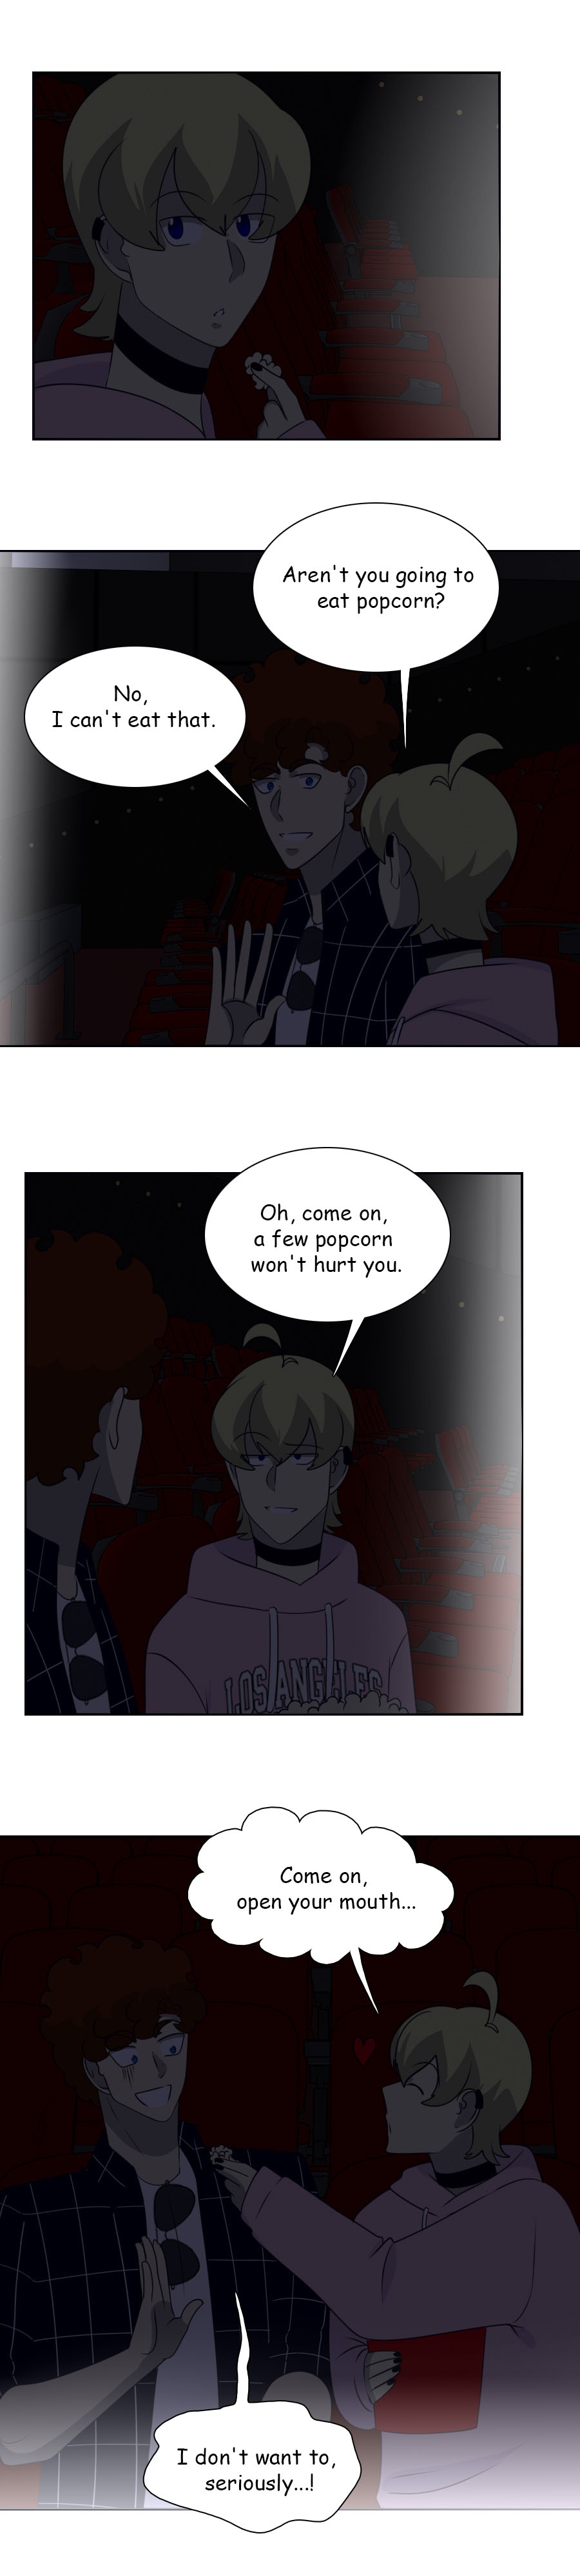 Aren't you going to
eat popcorn?
No,
I can't eat that.
Oh, come on,
a few popcorn
won't hurt you.
LOS ANGELES
Come on,
open your mouth...
I don't want to,
seriously...!